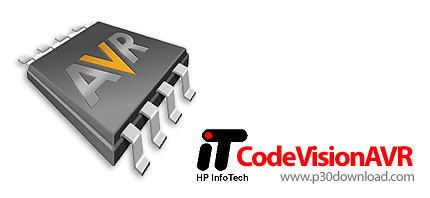 AVR
iT CodeVisionAVR
HP InfoTech
www.p30download.com